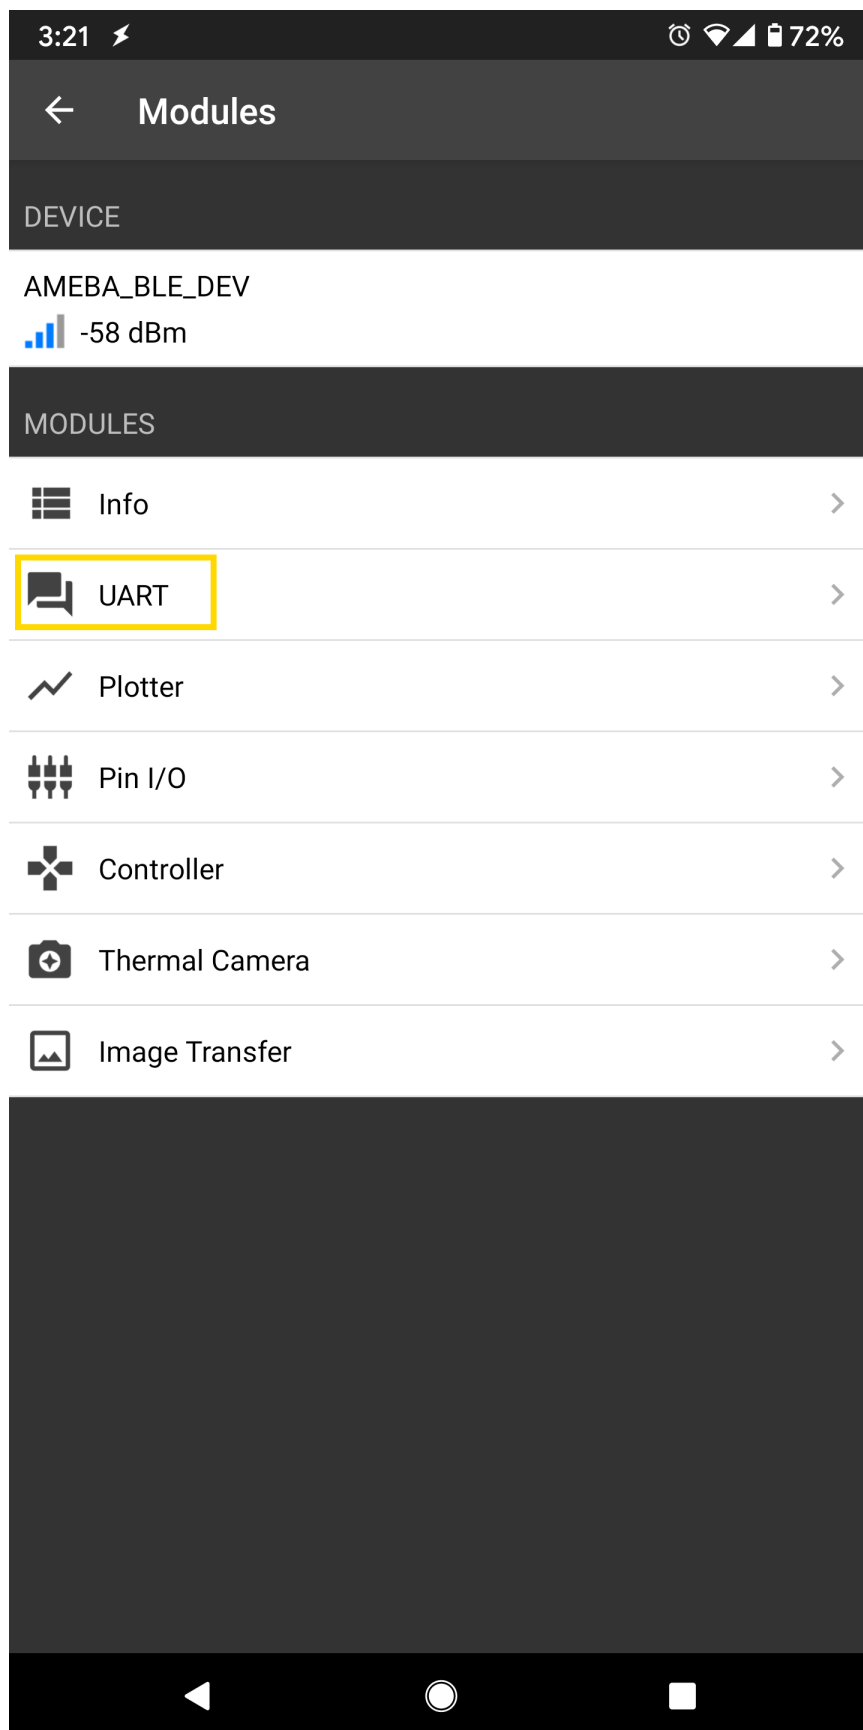 3:21 72%
Modules
DEVICE
AMEBA_BLE_DEV
-58 dBm
MODULES
Info
UART
Plotter
Pin I/O
Controller
Thermal Camera
Image Transfer